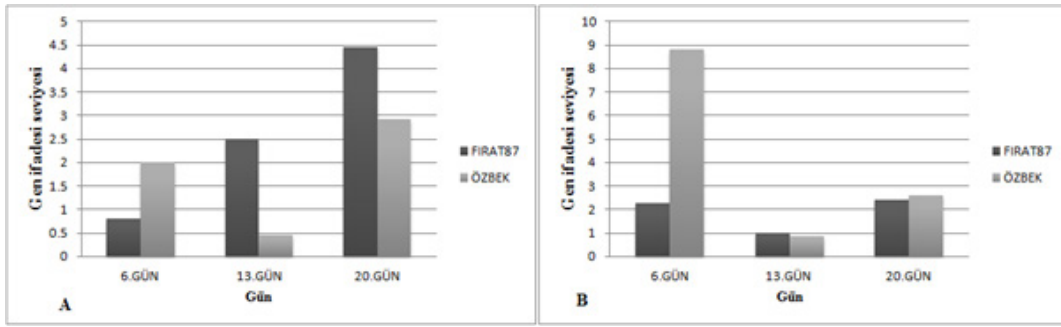 Gen ifadesi seviyesi
5
4.5
4
3.5
3
2.5
2
1.5
1
0.5
0
6.GÜN 13.GÜN 20.GÜN
Gün
FIRAT87
ÖZBEK
A
Gen ifadesi seviyesi
10
9
8
7
6
5
4
3
2
1
0
6.GÜN 13.GÜN 20.GÜN
Gün
FIRAT87
ÖZBEK
B